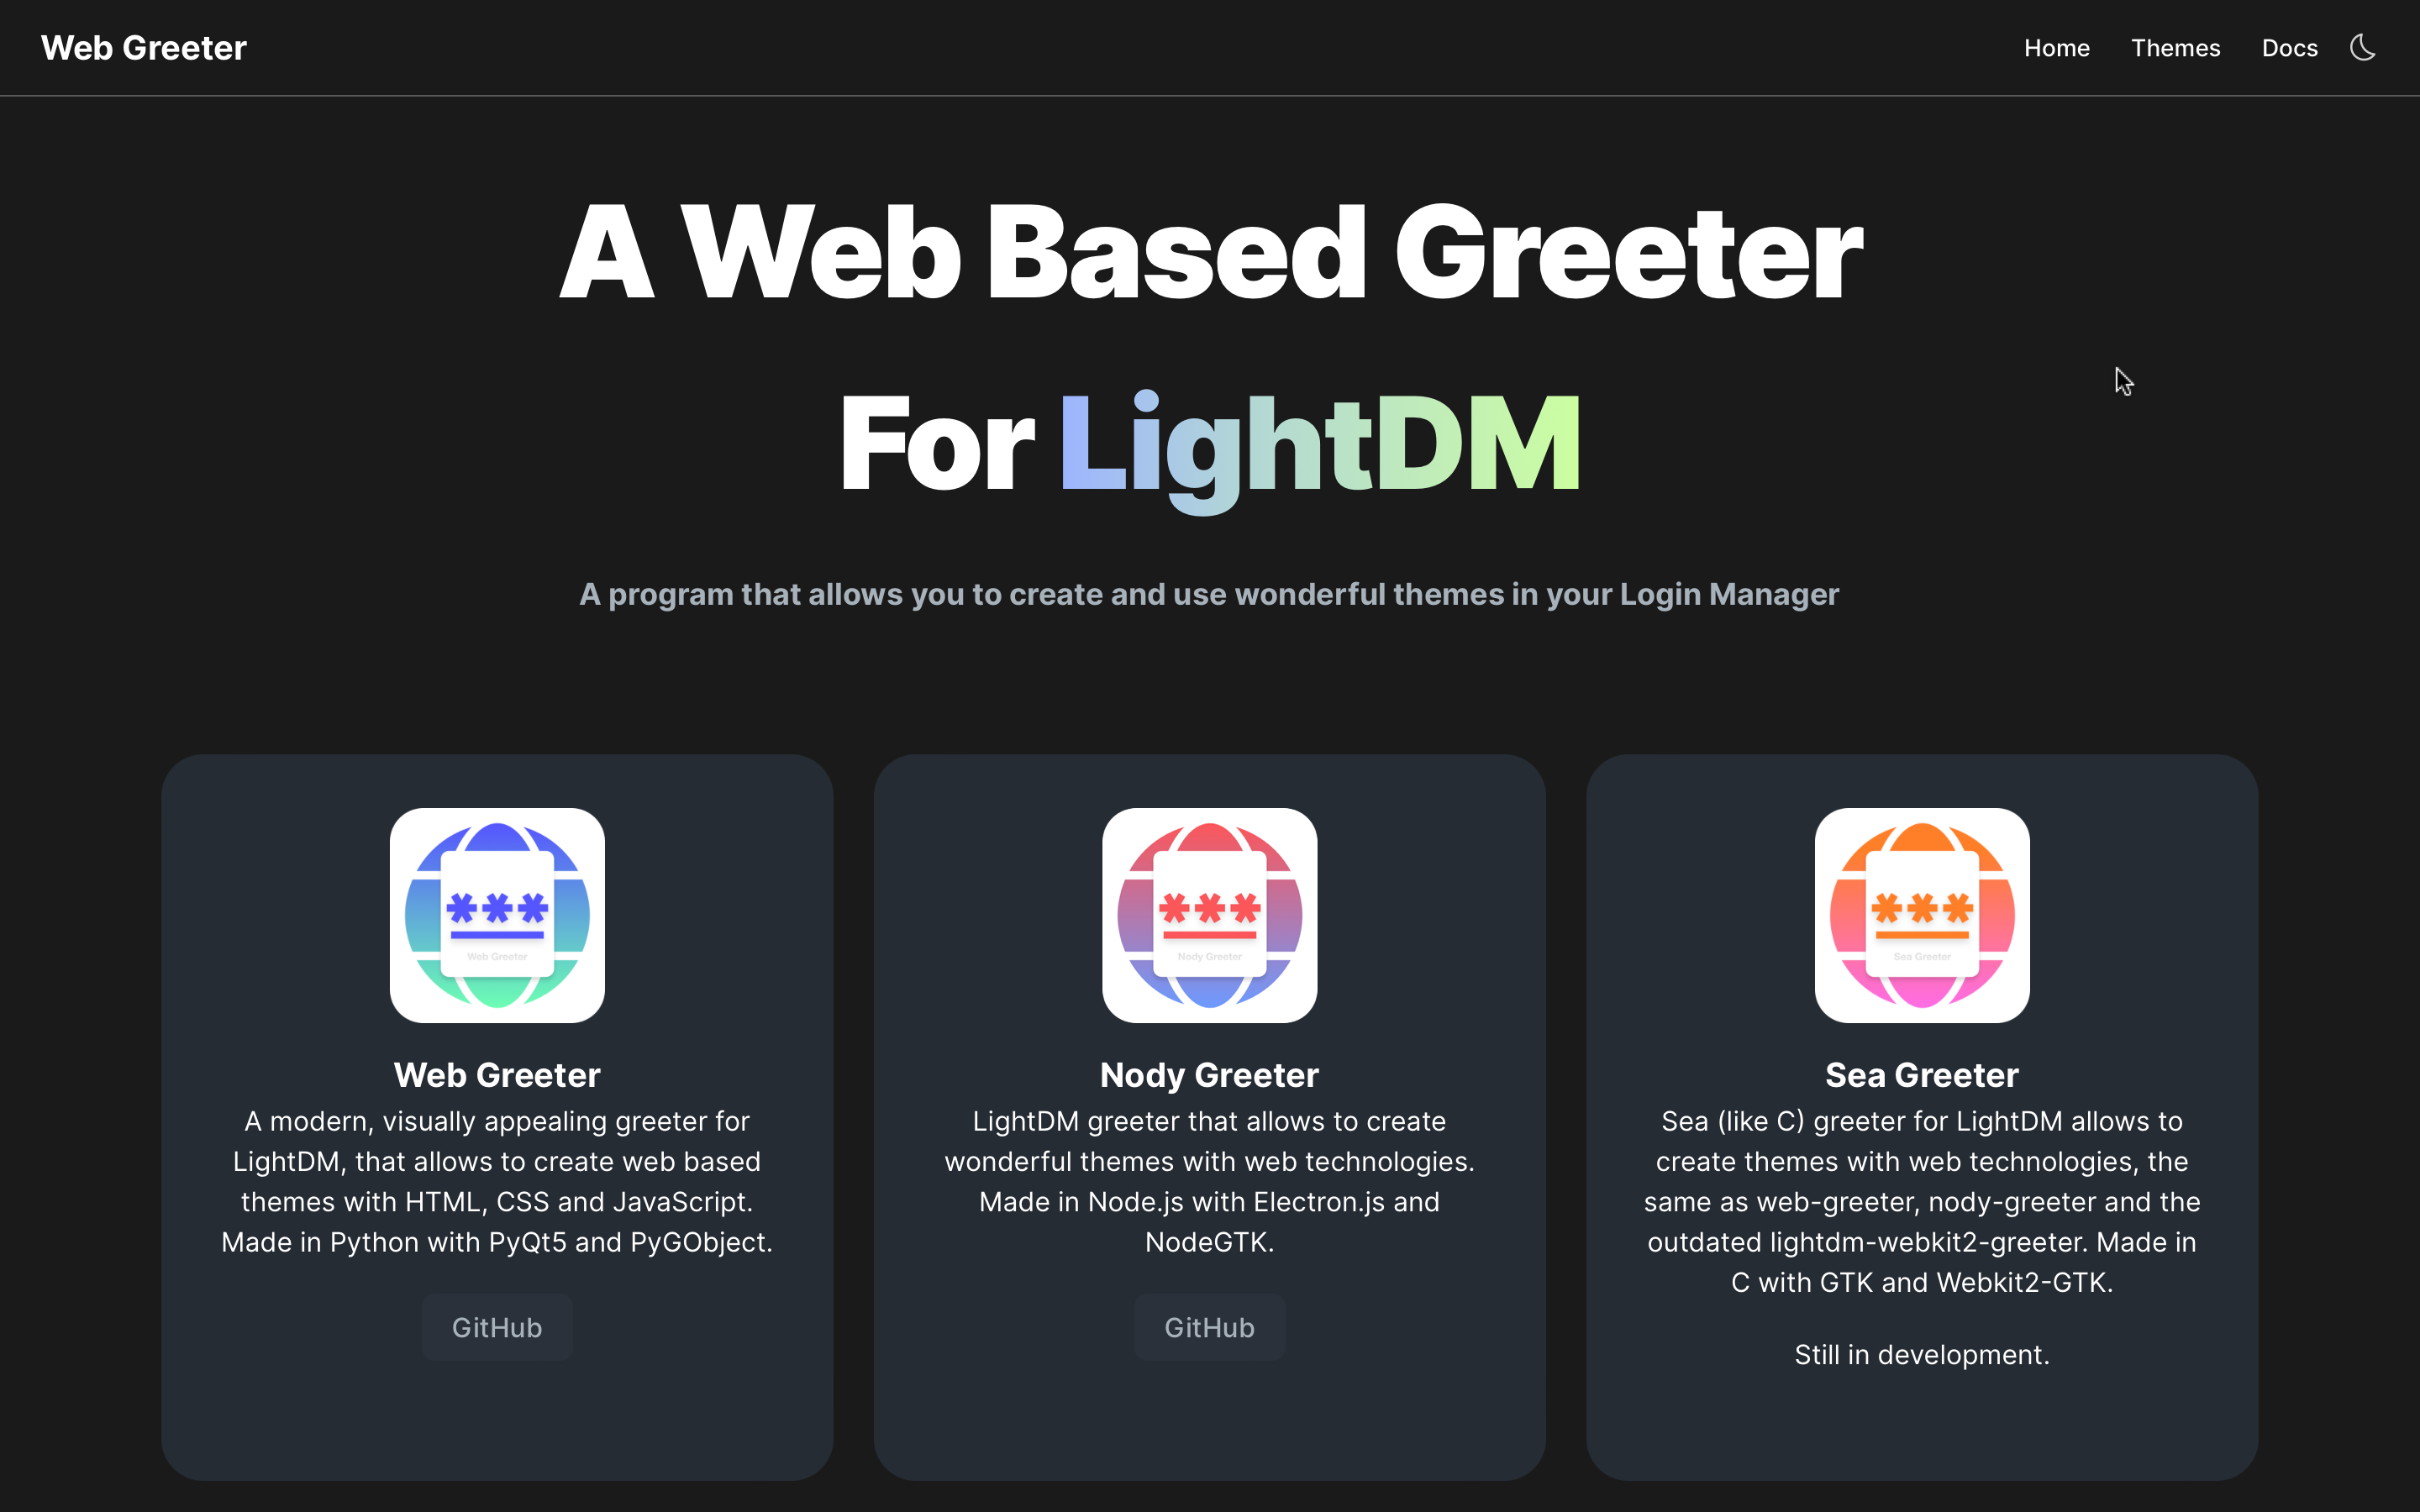 Web Greeter
Home Themes Docs
A Web Based Greeter
For LightDM
A program that allows you to create and use wonderful themes in your Login Manager
***
Web Greeter
Web Greeter
A modern, visually appealing greeter for
LightDM, that allows to create web based
themes with HTML, CSS and JavaScript.
Made in Python with PyQt5 and PyGObject.
GitHub
***
Nody Greeter
Nody Greeter
LightDM greeter that allows to create
wonderful themes with web technologies.
Made in Node.js with Electron.js and
NodeGTK.
GitHub
***
Sea Greeter
Sea Greeter
Sea (like C) greeter for LightDM allows to
create themes with web technologies, the
same as web-greeter, nody-greeter and the
outdated lightdm-webkit2-greeter. Made in
C with GTK and Webkit2-GTK.
Still in development.